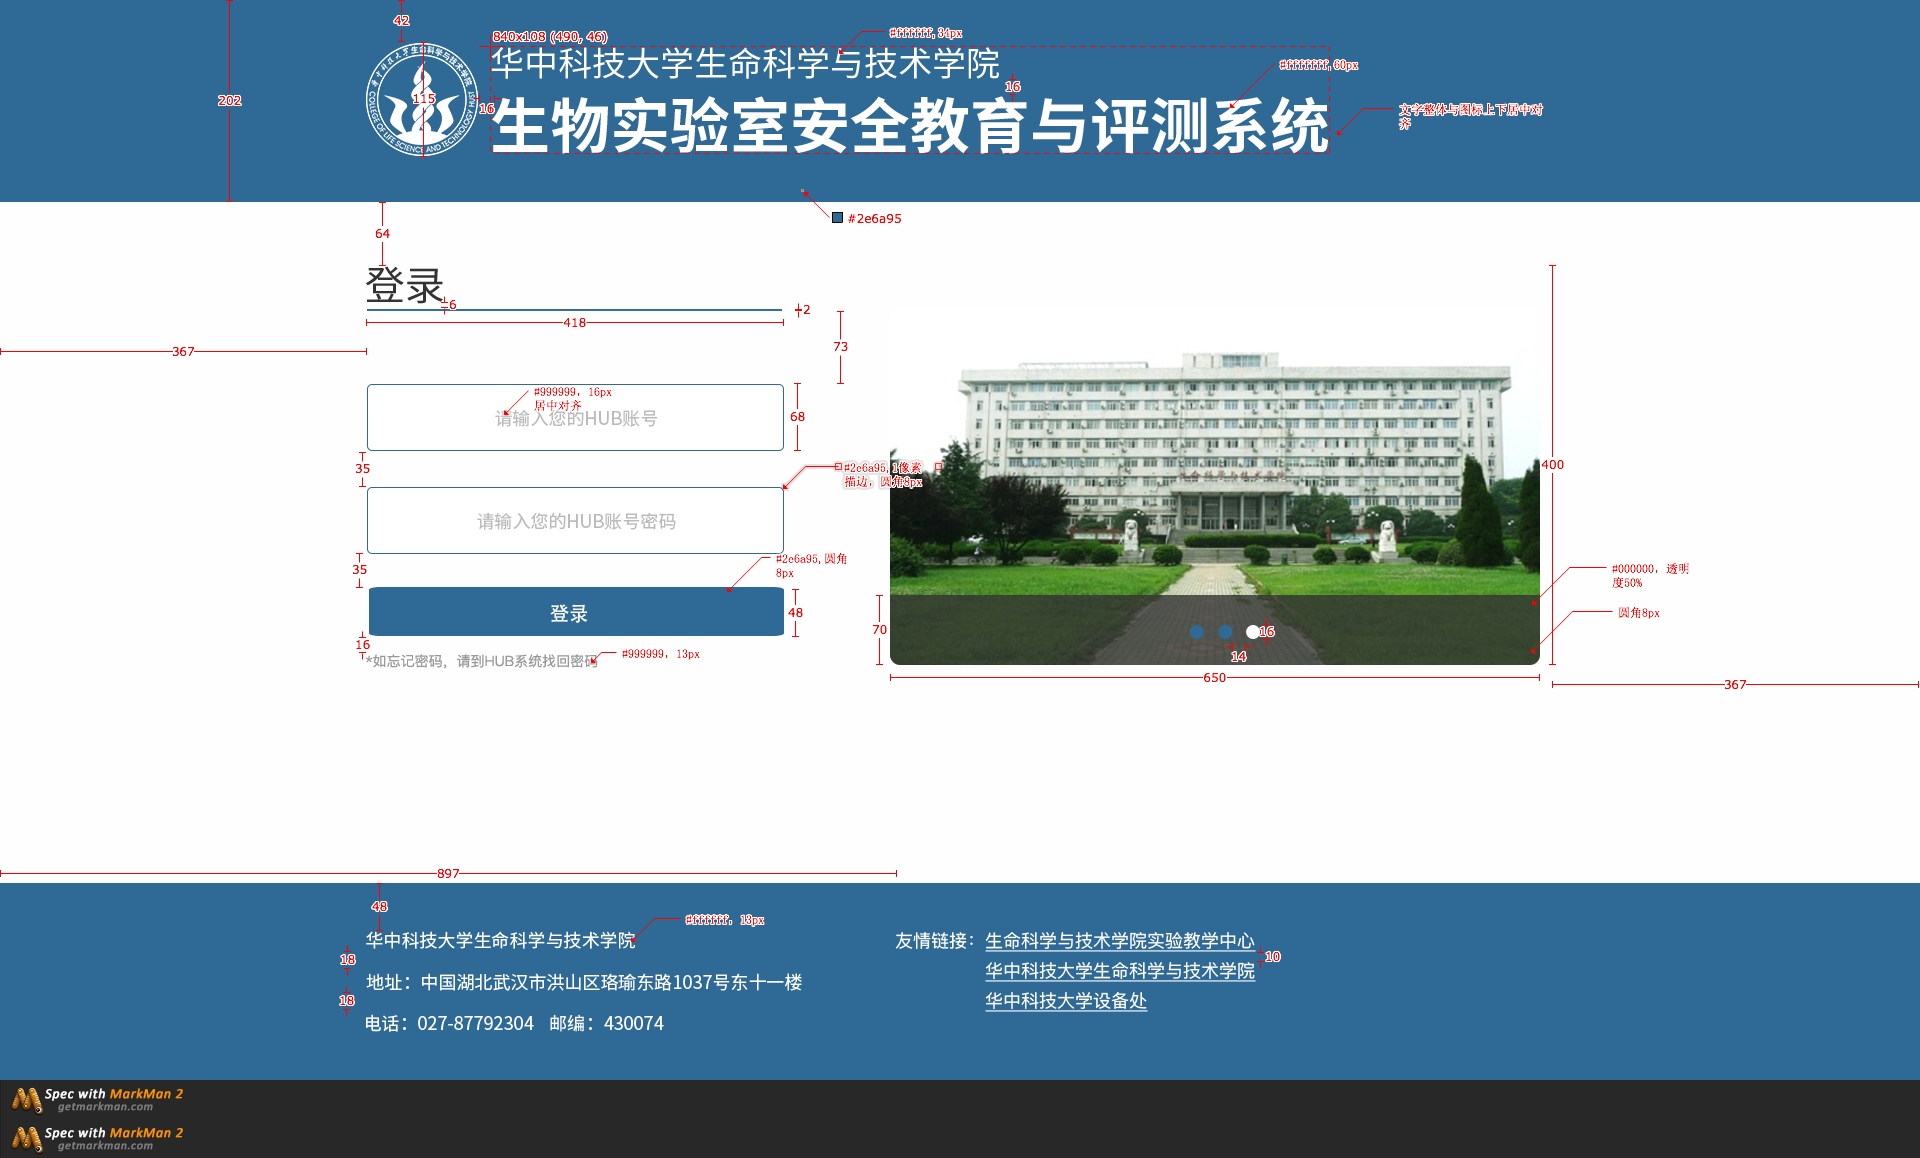 42
840x108 (490, 46)
#ffffff, 34px
华中科技大学生命科学与技术学院
#fffffff, 60px
16
202
115
16
COLLEGE OF LIFE SCIENCE AND TECHNOLOGY HUST
生物实验室安全教育与评测系统
文字整体与图标上下居中对
齐
#2e6a95
64
登录
6
2
418
73
367
#999999, 16px
居中对齐
请输入您的HUB账号
68
35
#2e6a95, 1像素
描边, 圆角8px
400
请输入您的HUB账号密码
35
#2e6a95, 圆角
8px
登录
48
#000000, 透明
度50%
圆角8px
70
16
14
16
*如忘记密码，请到HUB系统找回密码
#999999, 13px
650
367
897
48
#ffffff, 13px
华中科技大学生命科学与技术学院
18
地址：中国湖北武汉市洪山区珞瑜东路1037号东十一楼
18
电话：027-87792304 邮编：430074
友情链接：生命科学与技术学院实验教学中心
10
华中科技大学生命科学与技术学院
华中科技大学设备处
Spec with MarkMan 2
getmarkman.com
Spec with MarkMan 2
getmarkman.com